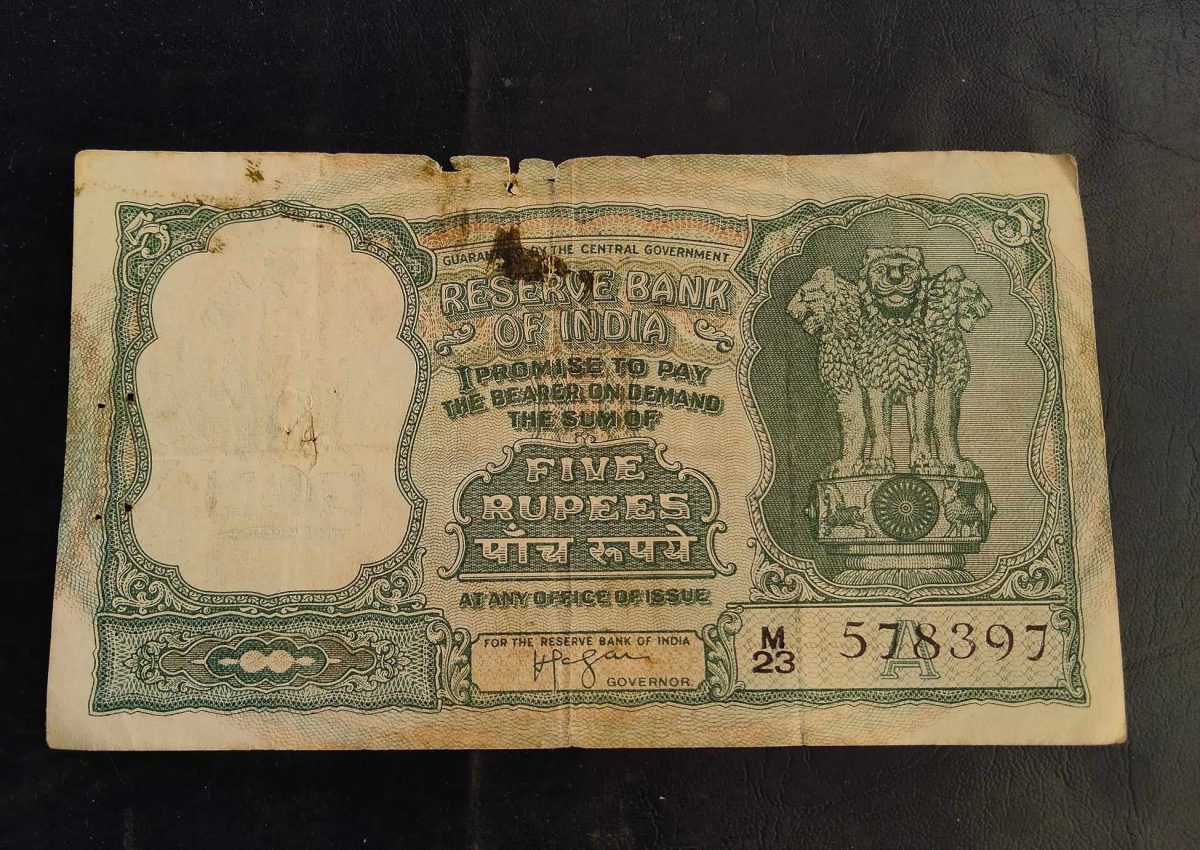 5
5
GUARAN BY THE CENTRAL GOVERNMENT
RESERVE BANK
OF INDIA
I PROMISE TO PAY
THE BEARER ON DEMAND
THE SUM OF
FIVE
RUPEES
पाँच रूपये
AT ANY OFFICE OF ISSUE
FOR THE RESERVE BANK OF INDIA
GOVERNOR.
M
23
A
578397